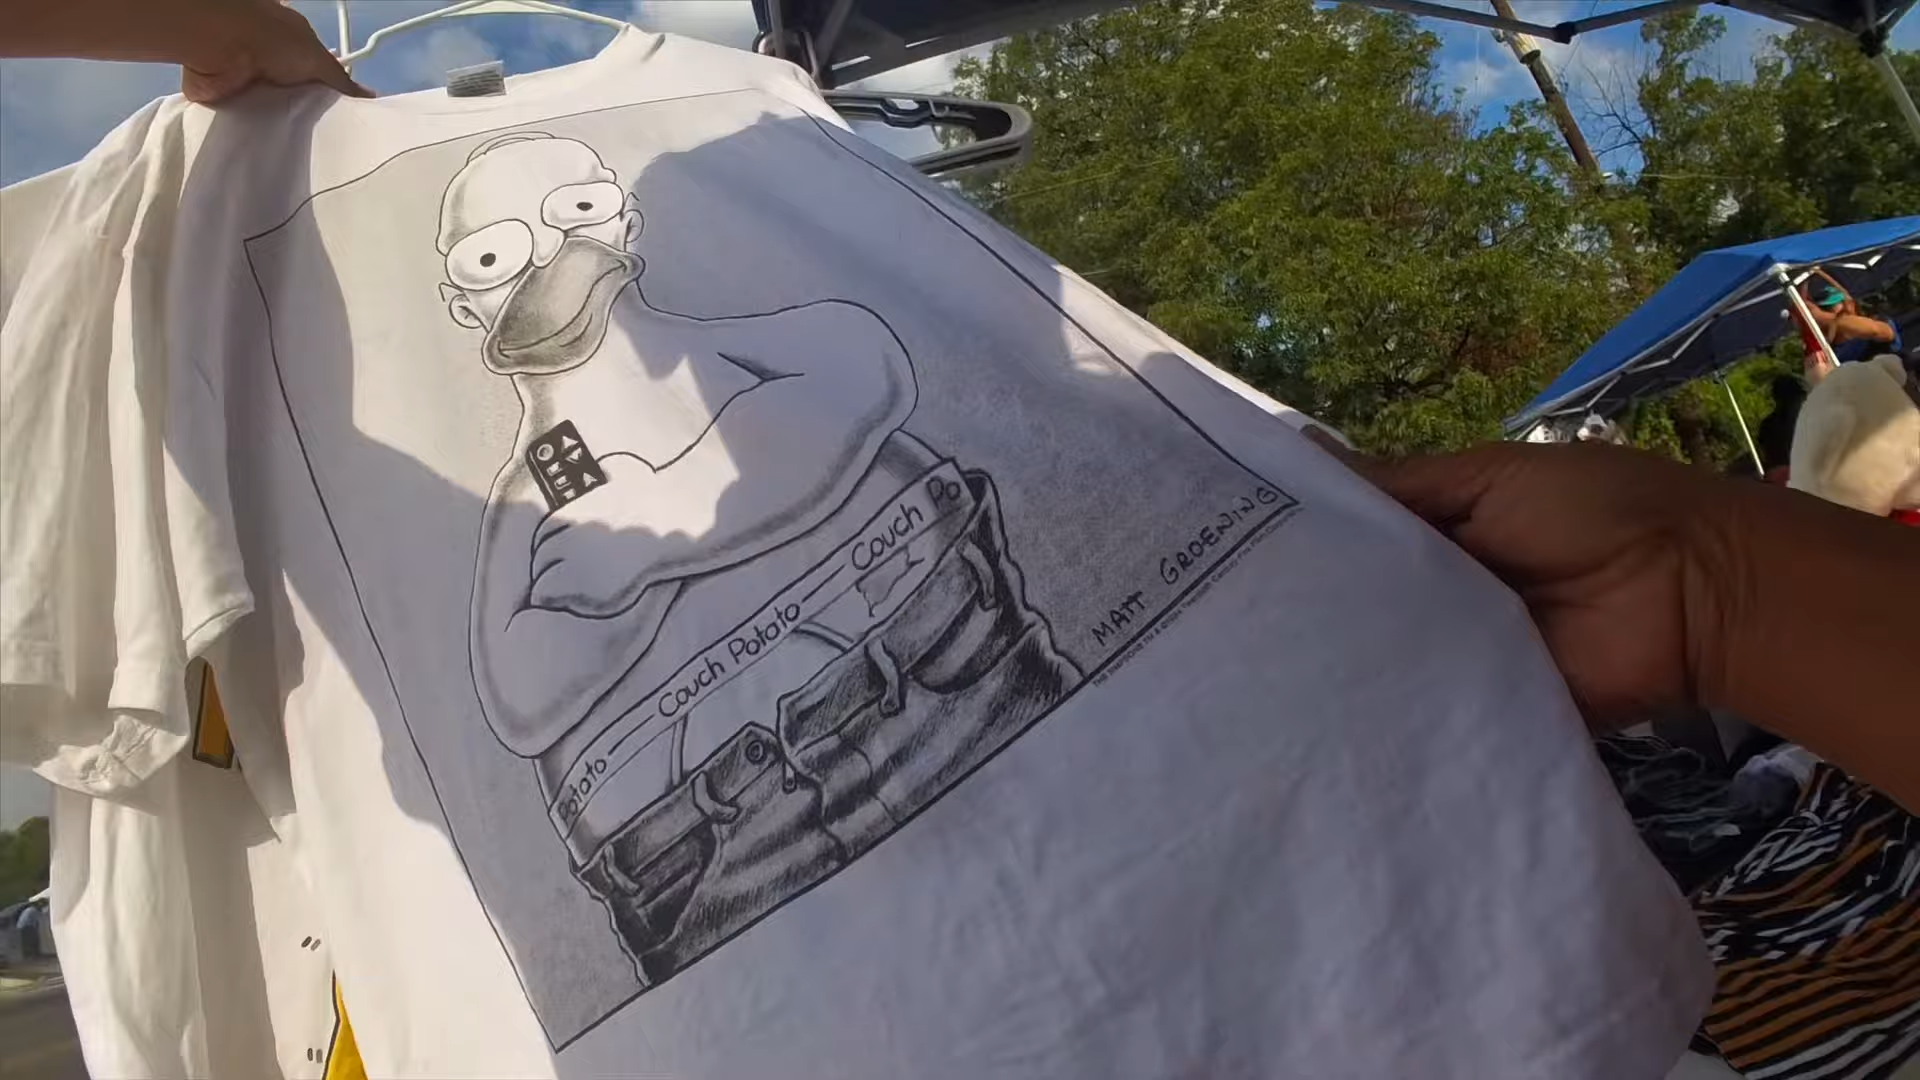 Potato — Couch Potato — Couch Po
MATT GROENING